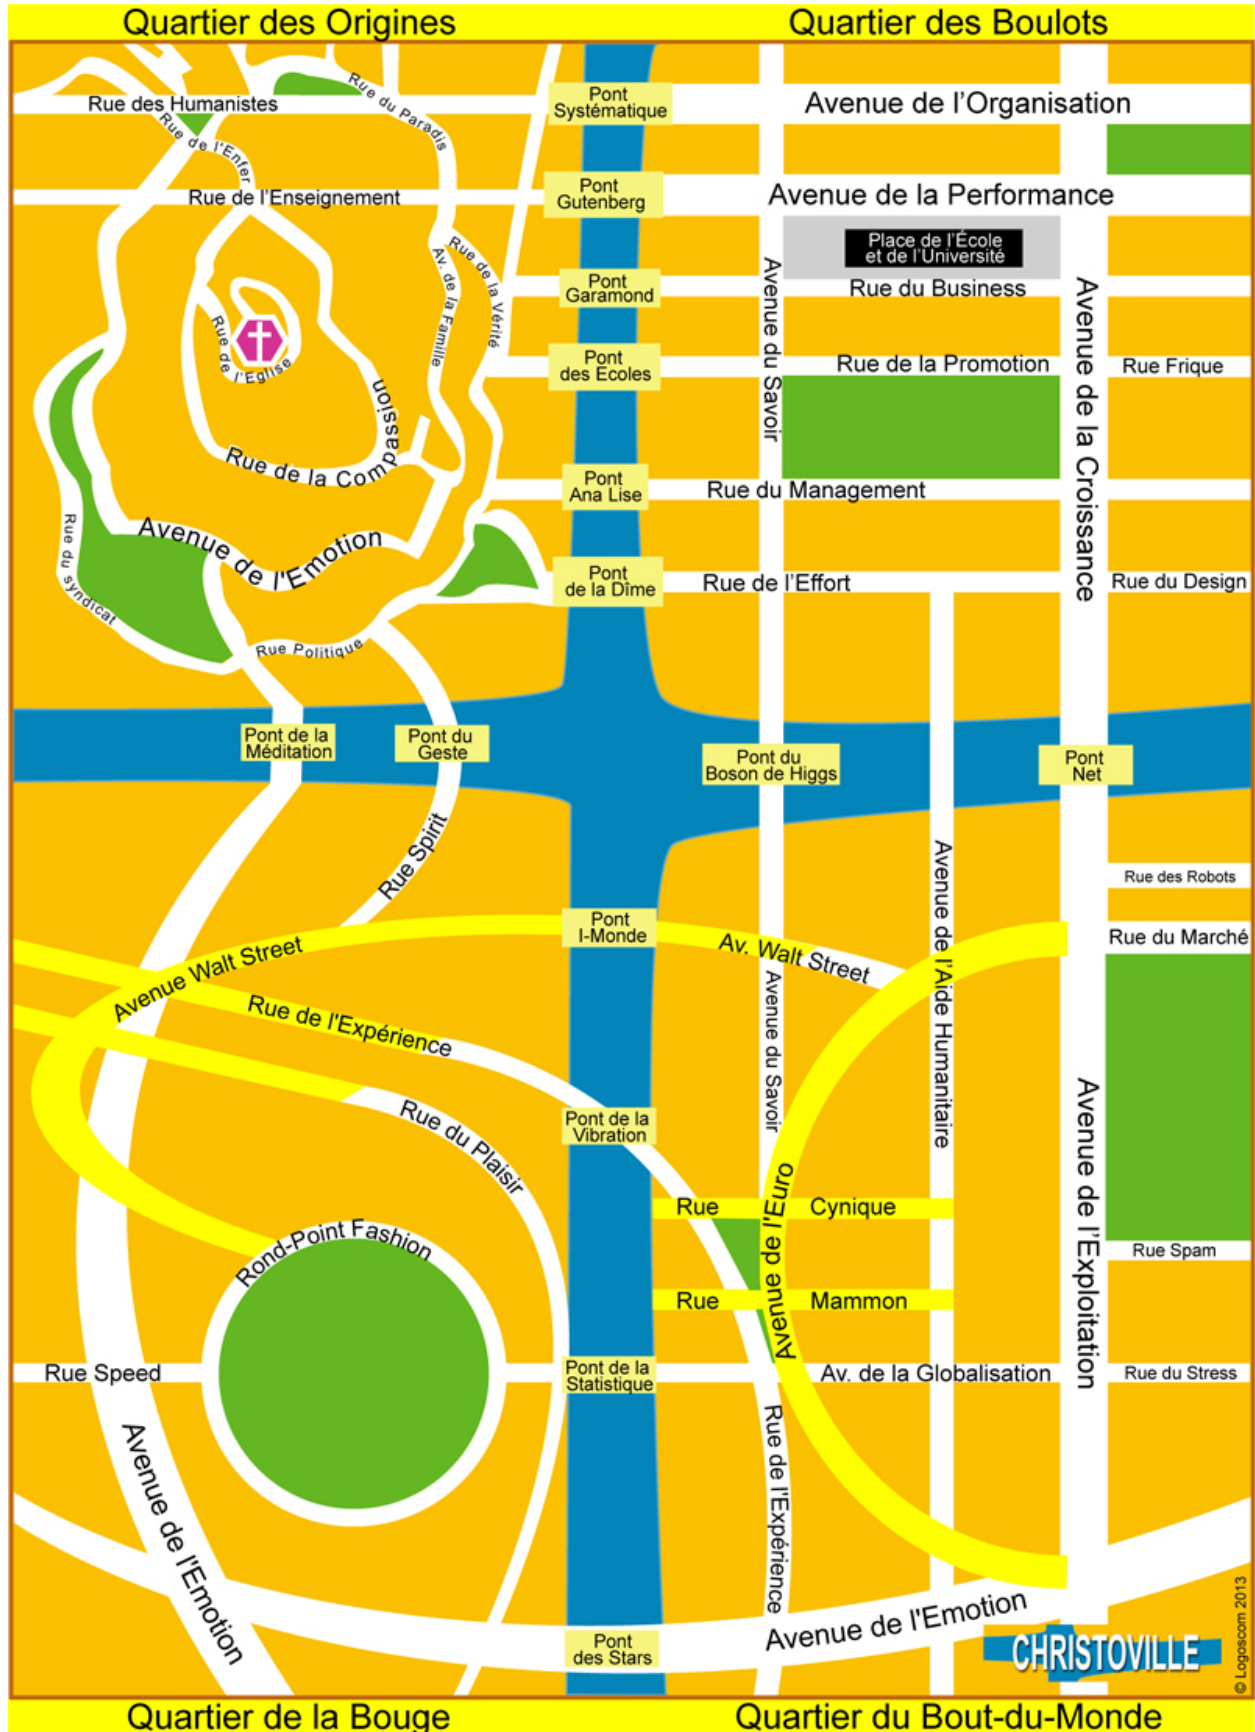 Quartier des Origines
Quartier des Boulots
Rue des Humanistes
Rue du Paradis
Pont
Systématique
Avenue de l'Organisation
Rue de l'Enfer
Rue de l'Enseignement
Pont
Gutenberg
Avenue de la Performance
Place de l'École
et de l'Université
Rue de la Vérité
Av. de la Famille
Pont
Garamond
Rue du Business
Avenue du Savoir
Avenue de la Croissance
Rue de l'Eglise
Pont
des Ecoles
Rue de la Promotion
Rue Frique
Rue de la Compassion
Pont
Ana Lise
Rue du Management
Avenue de l'Emotion
Rue du syndicat
Pont
de la Dîme
Rue de l'Effort
Rue du Design
Rue Politique
Pont de la
Méditation
Pont du
Geste
Pont du
Boson de Higgs
Pont
Net
Rue Spirit
Avenue de l'Aide Humanitaire
Rue des Robots
Pont
I-Monde
Av. Walt Street
Rue du Marché
Avenue Walt Street
Rue de l'Expérience
Avenue du Savoir
Rue du Plaisir
Pont de la
Vibration
Avenue de l'Exploitation
Avenue de l'Euro
Rue Cynique
Rond-Point Fashion
Rue Spam
Rue Mammon
Rue Speed
Pont de la
Statistique
Av. de la Globalisation
Rue du Stress
Avenue de l'Emotion
Rue de l'Expérience
Pont
des Stars
Avenue de l'Emotion
CHRISTOVILLE
© Logoscom 2013
Quartier de la Bouge
Quartier du Bout-du-Monde